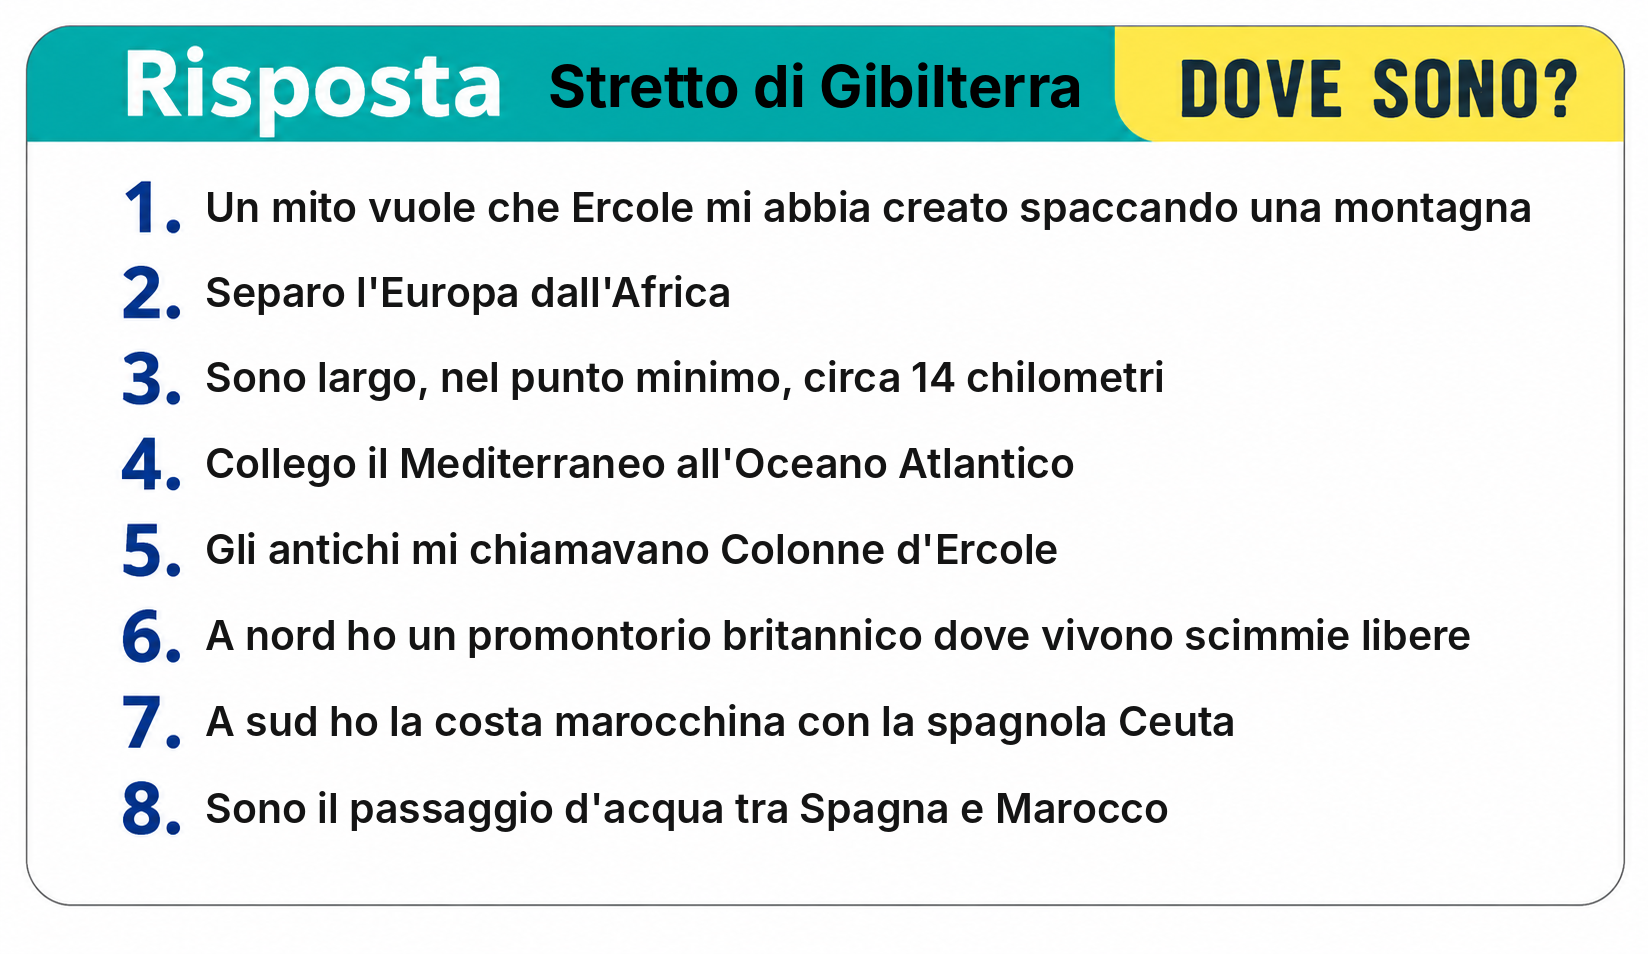 Risposta Stretto di Gibilterra DOVE SONO?
1. Un mito vuole che Ercole mi abbia creato spaccando una montagna
2. Separo l'Europa dall'Africa
3. Sono largo, nel punto minimo, circa 14 chilometri
4. Collego il Mediterraneo all'Oceano Atlantico
5. Gli antichi mi chiamavano Colonne d'Ercole
6. A nord ho un promontorio britannico dove vivono scimmie libere
7. A sud ho la costa marocchina con la spagnola Ceuta
8. Sono il passaggio d'acqua tra Spagna e Marocco